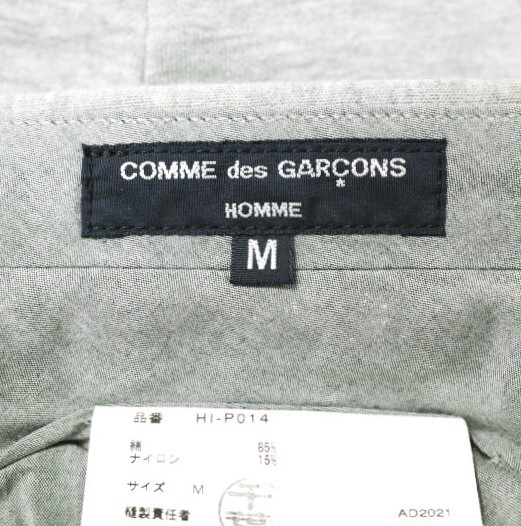 COMME des GARÇONS
*
HOMME
M
品番 HI-P014
綿 85%
ナイロン 15%
サイズ M
縫製責任者 AD2021